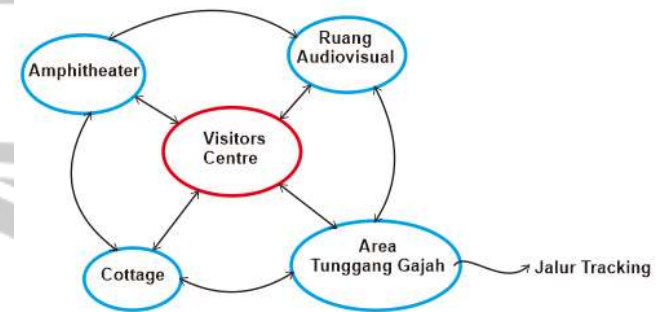 Ruang
Audiovisual
Amphitheater
Visitors
Centre
Area
Tunggang Gajah
Jalur Tracking
Cottage